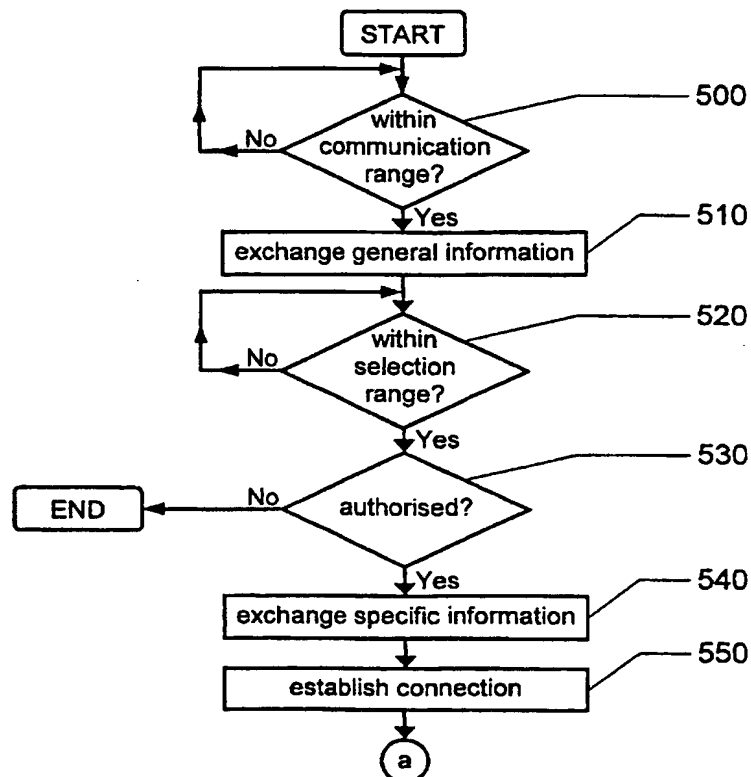 START
within
communication
range?
500
No
Yes
510
exchange general information
within
selection
range?
520
No
Yes
530
authorised?
No
END
Yes
540
exchange specific information
550
establish connection
a